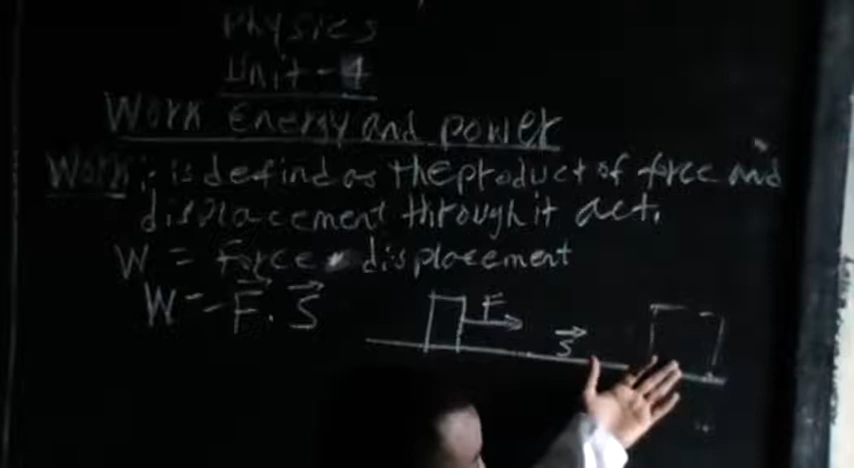 Physics
Unit - 4
Work energy and power
Work : is defind as the product of force and
displacement through it act.
W = force . displacement
W = F⃗ . S⃗
F
S⃗